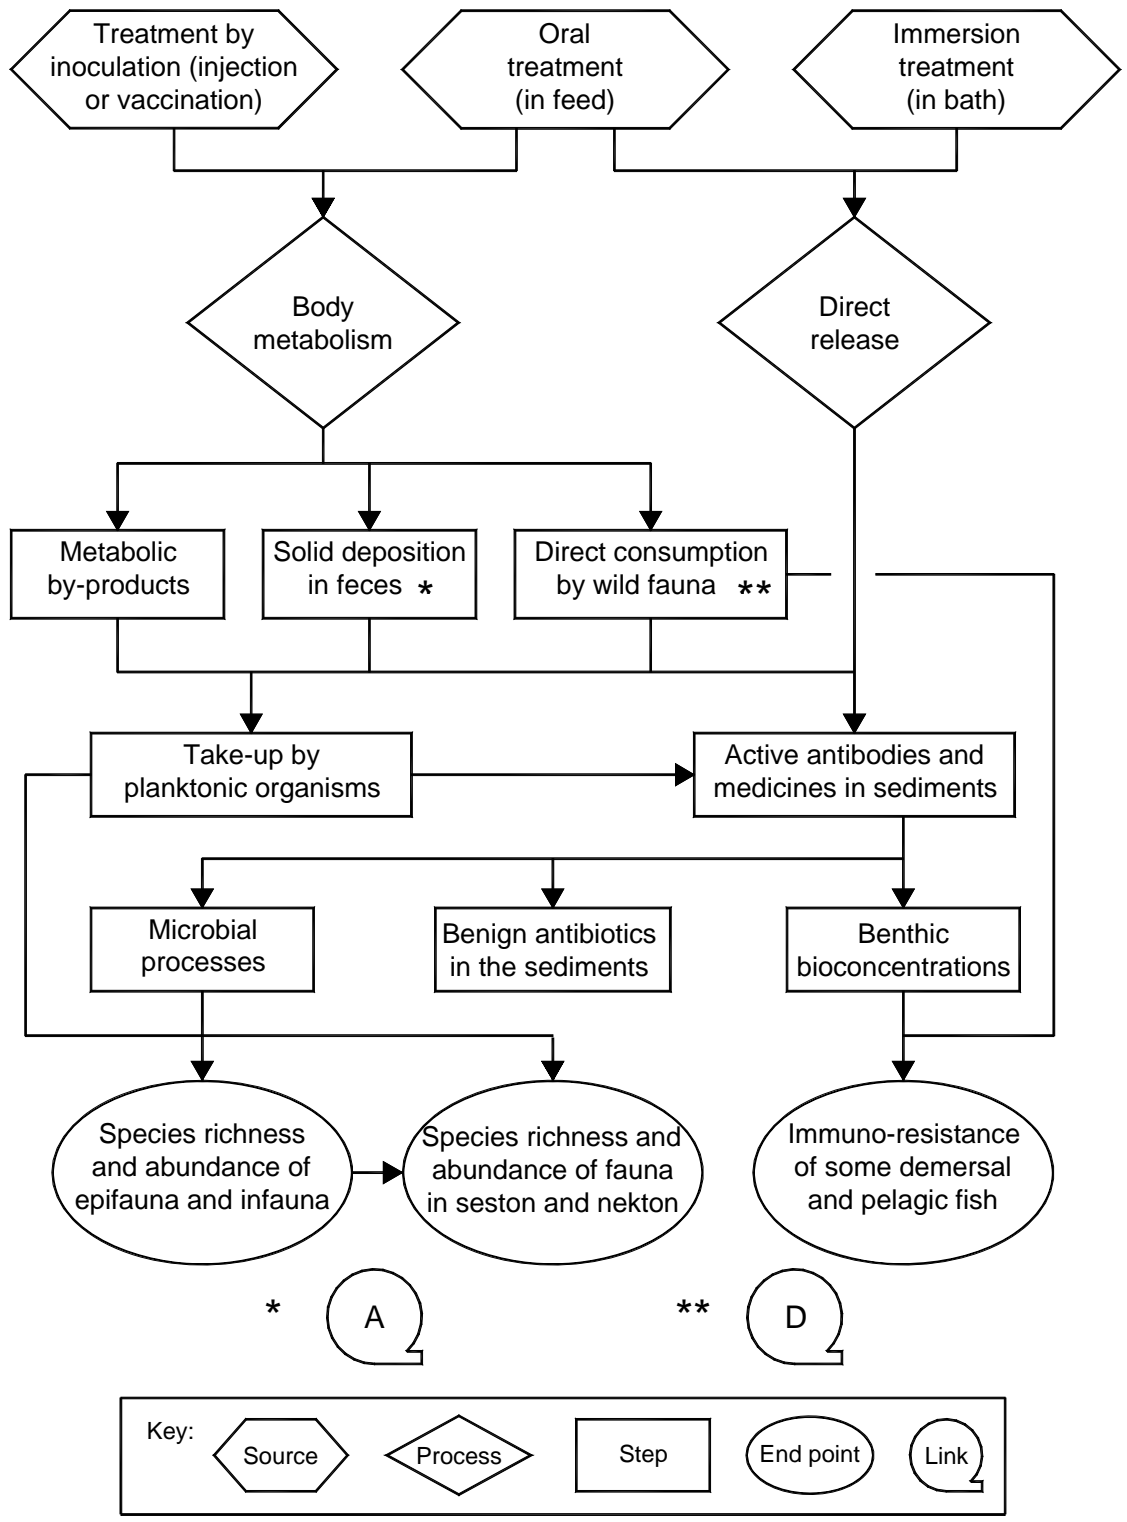 Treatment by
inoculation (injection
or vaccination)
Oral
treatment
(in feed)
Immersion
treatment
(in bath)
Body
metabolism
Direct
release
Metabolic
by-products
Solid deposition
in feces *
Direct consumption
by wild fauna **
Take-up by
planktonic organisms
Active antibodies and
medicines in sediments
Microbial
processes
Benign antibiotics
in the sediments
Benthic
bioconcentrations
Species richness
and abundance of
epifauna and infauna
Species richness and
abundance of fauna
in seston and nekton
Immuno-resistance
of some demersal
and pelagic fish
* A
** D
Key:
Source
Process
Step
End point
Link